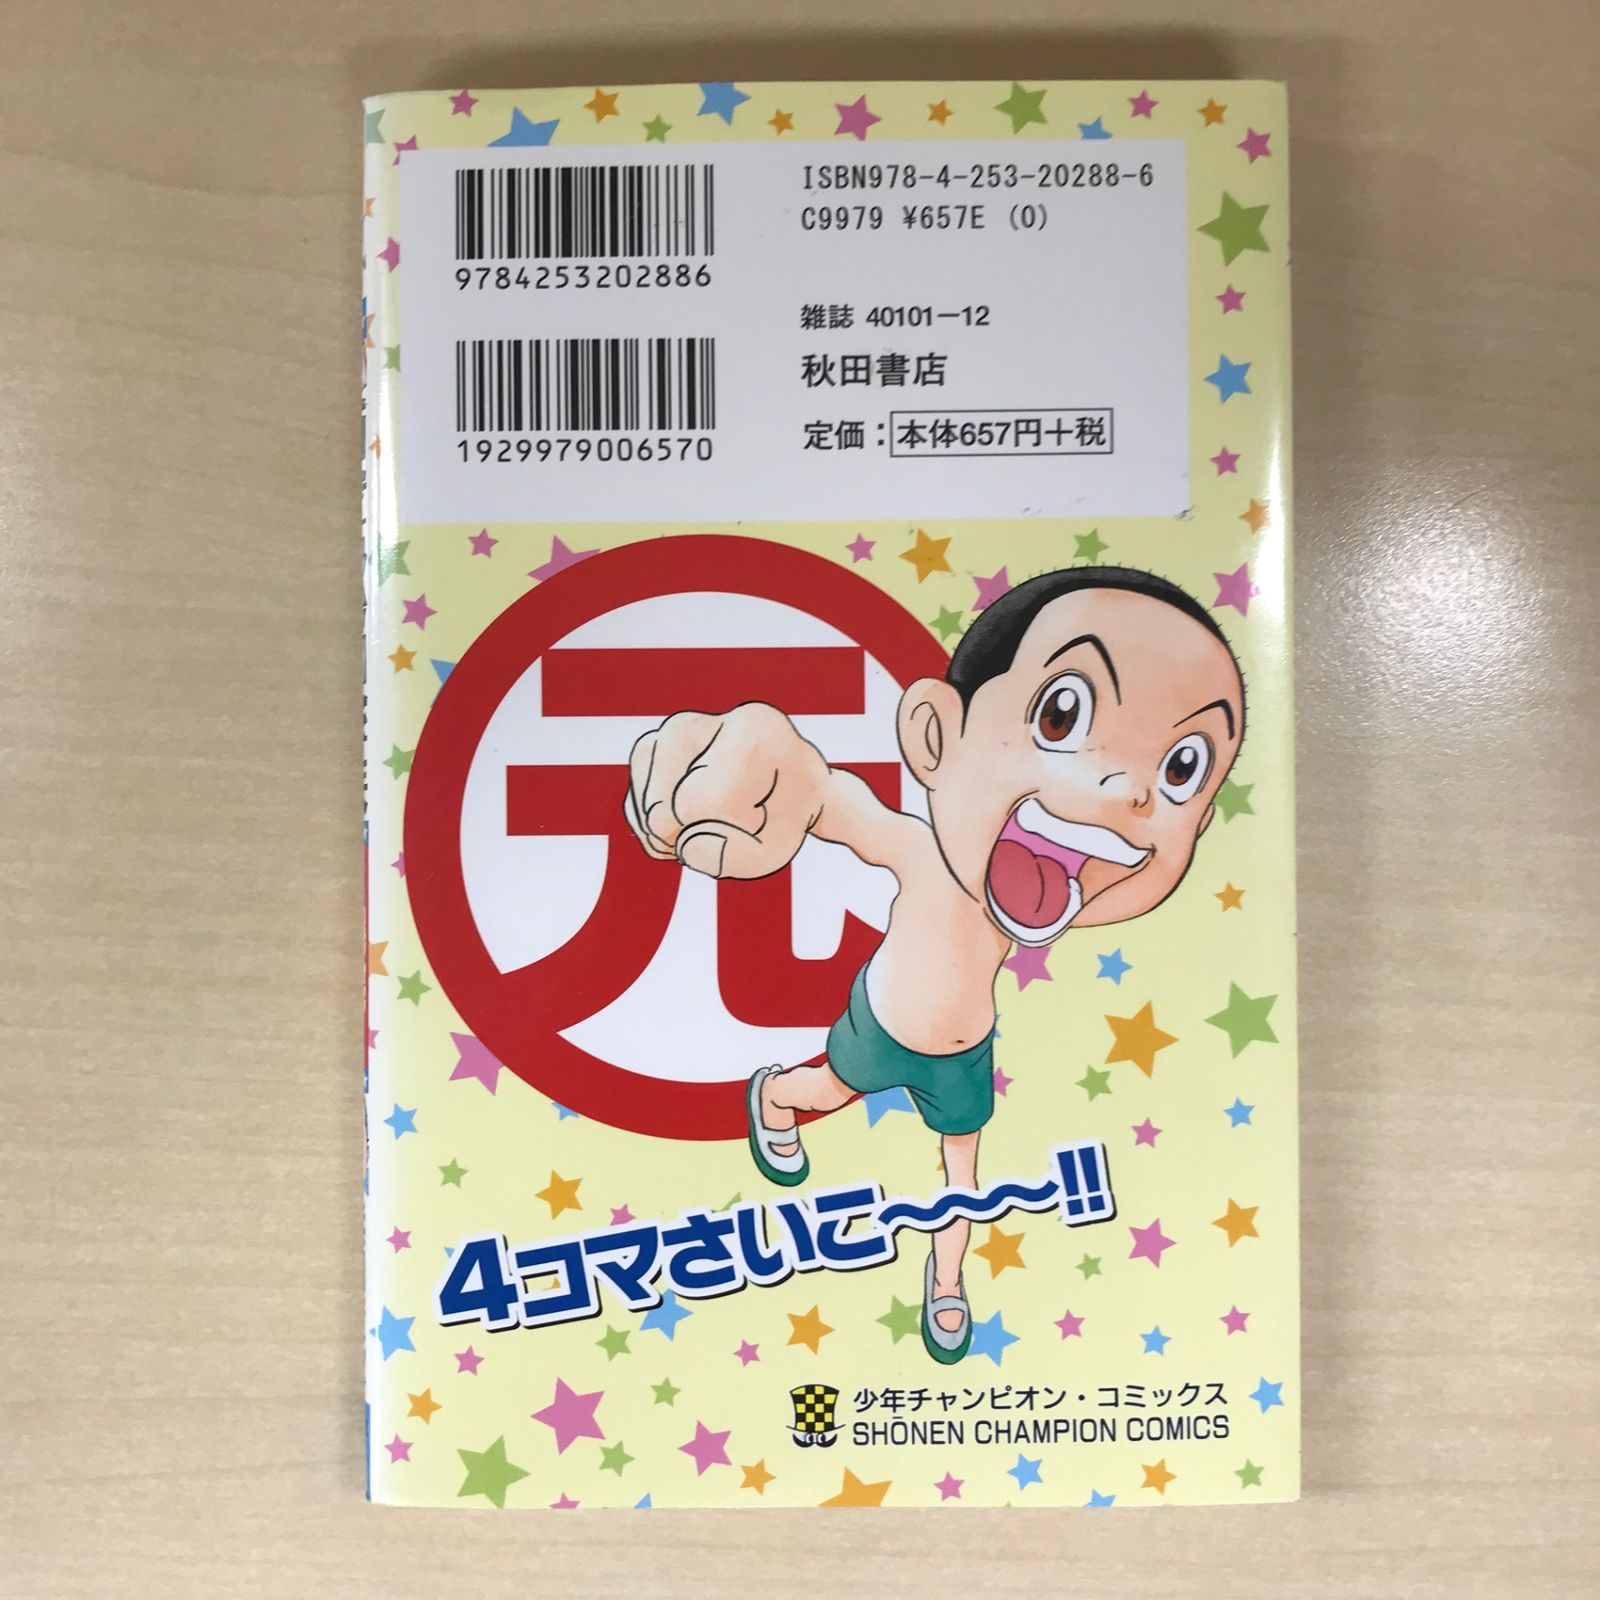 ISBN978-4-253-20288-6
C9979 ¥657E (0)
9784253202886
雑誌 40101-12
秋田書店
定価：本体657円+税
1929979006570
元
4コマさいこ〜〜〜!!
少年チャンピオン・コミックス
SHŌNEN CHAMPION COMICS